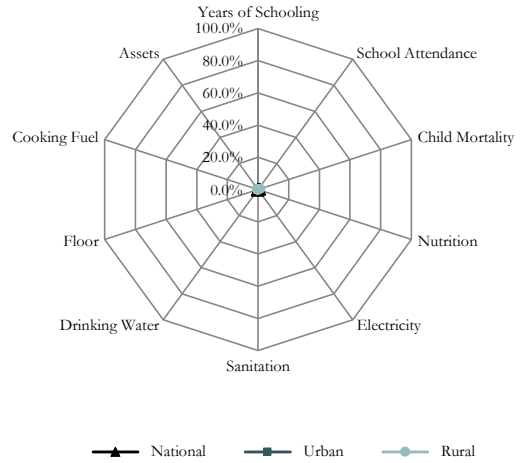 Years of Schooling
100.0%
Assets
School Attendance
80.0%
60.0%
Cooking Fuel
Child Mortality
40.0%
20.0%
0.0%
Floor
Nutrition
Drinking Water
Electricity
Sanitation
National Urban Rural